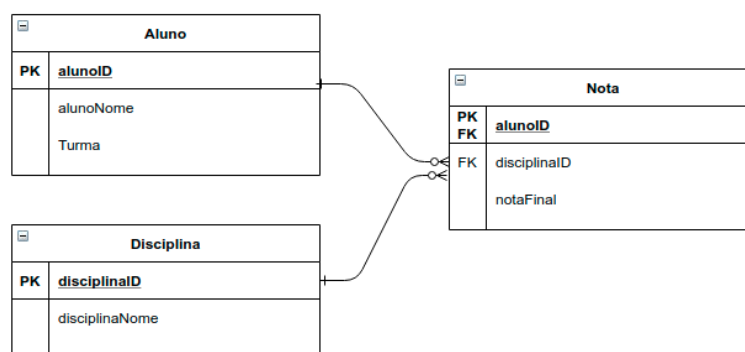 Aluno
PK alunoID
alunoNome
Turma
Nota
PK
FK alunoID
FK disciplinaID
notaFinal
Disciplina
PK disciplinaID
disciplinaNome